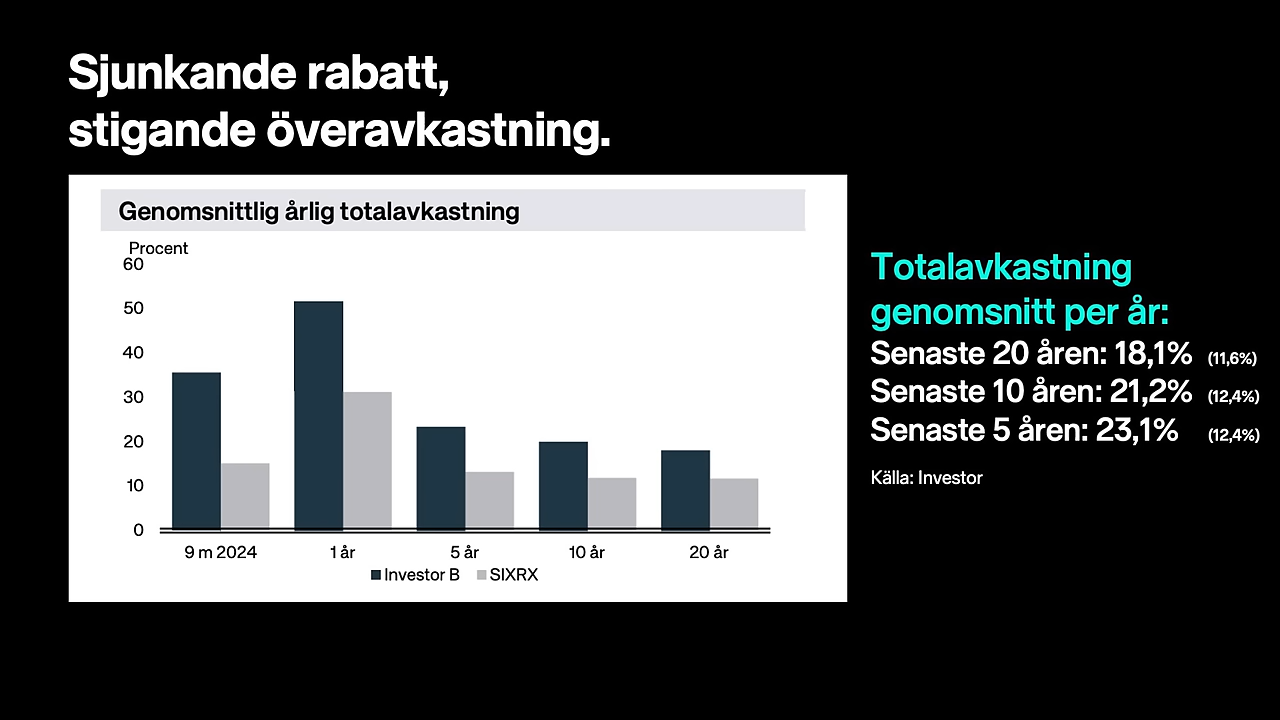 Sjunkande rabatt,
stigande överavkastning.
Genomsnittlig årlig totalavkastning
Procent
60
50
40
30
20
10
0
9 m 2024 1 år 5 år 10 år 20 år
Investor B SIXRX
Totalavkastning
genomsnitt per år:
Senaste 20 åren: 18,1% (11,6%)
Senaste 10 åren: 21,2% (12,4%)
Senaste 5 åren: 23,1% (12,4%)
Källa: Investor